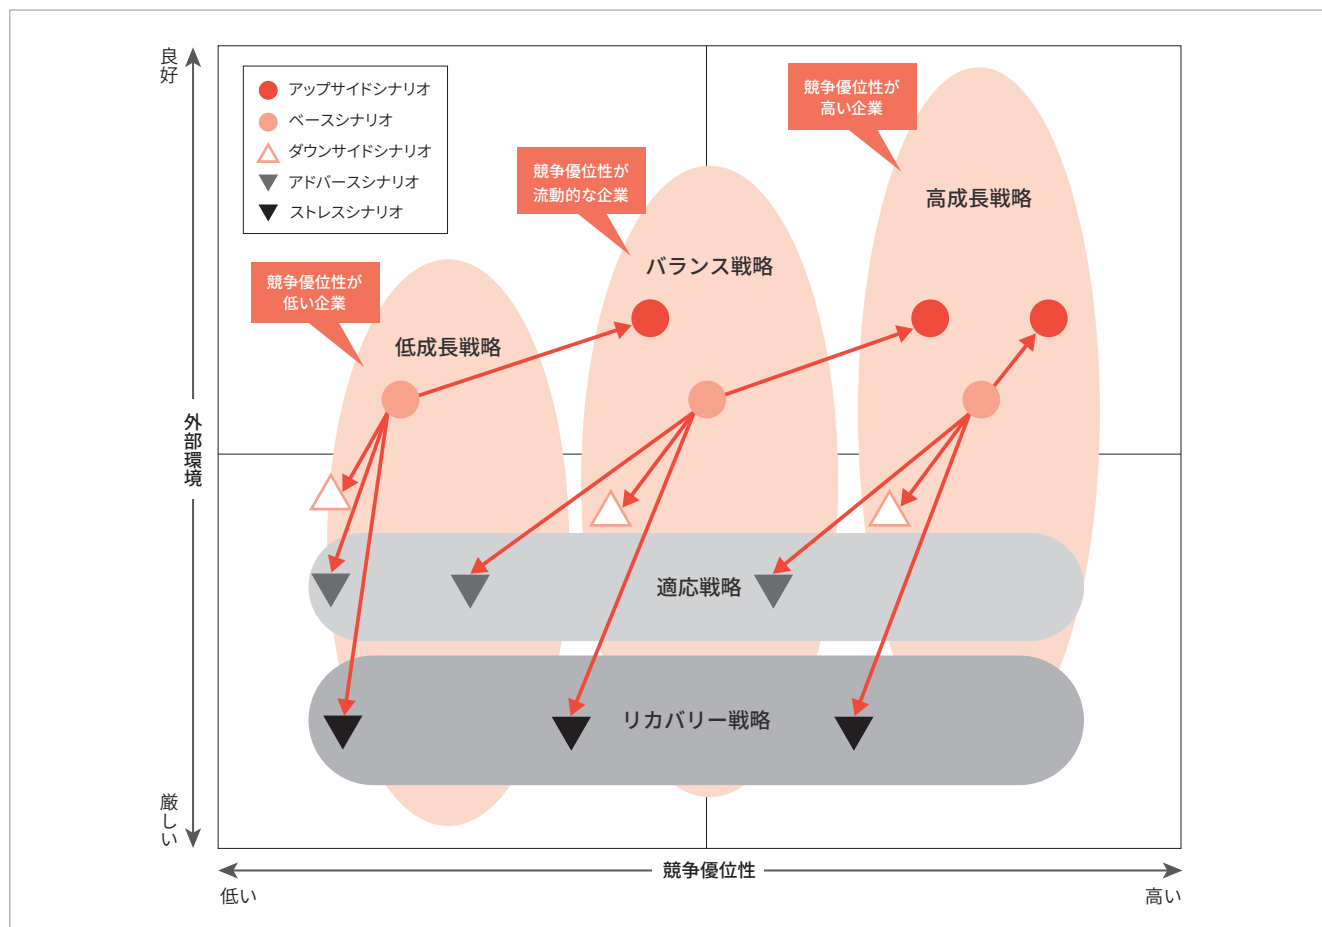 良好
アップサイドシナリオ
ベースシナリオ
ダウンサイドシナリオ
アドバースシナリオ
ストレスシナリオ
競争優位性が
高い企業
競争優位性が
流動的な企業
競争優位性が
低い企業
高成長戦略
バランス戦略
低成長戦略
外部環境
適応戦略
リカバリー戦略
厳しい
競争優位性
低い
高い